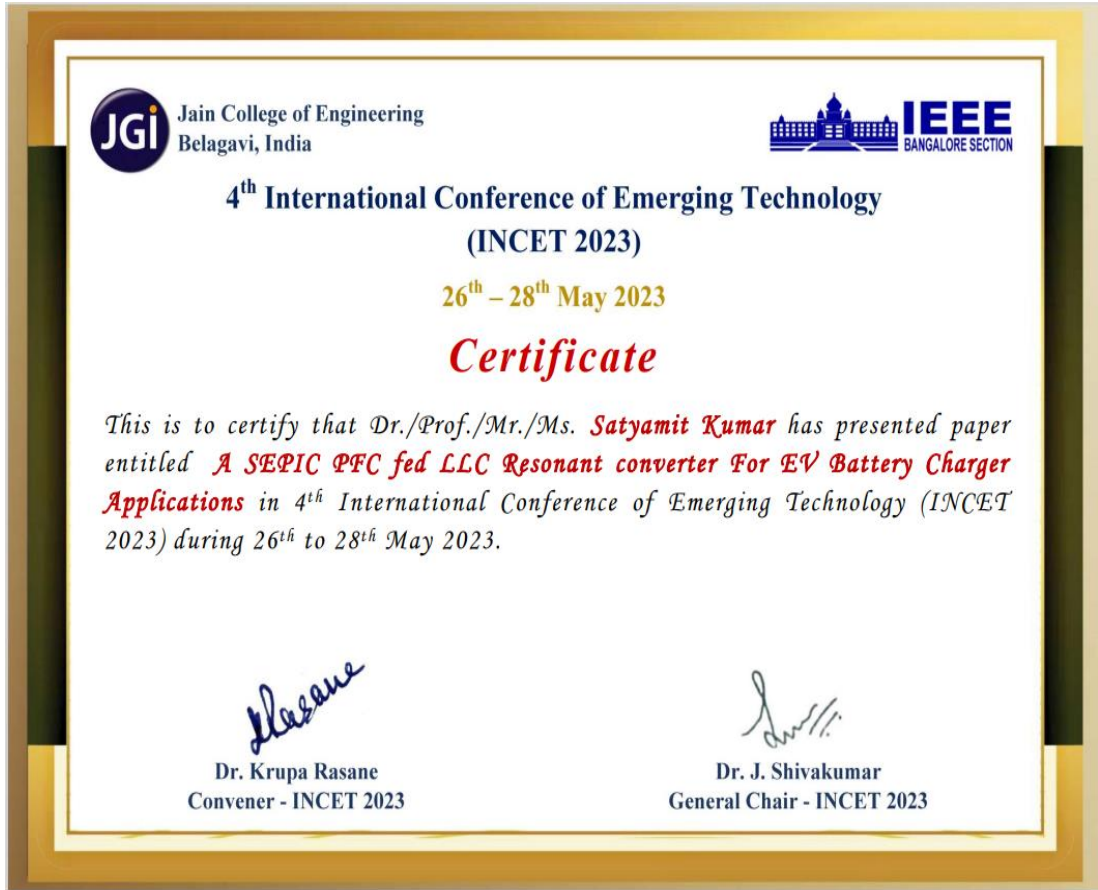 JGi
Jain College of Engineering
Belagavi, India
IEEE
BANGALORE SECTION
4th International Conference of Emerging Technology
(INCET 2023)
26th – 28th May 2023
Certificate
This is to certify that Dr./Prof./Mr./Ms. Satyamit Kumar has presented paper
entitled A SEPIC PFC fed LLC Resonant converter For EV Battery Charger
Applications in 4th International Conference of Emerging Technology (INCET
2023) during 26th to 28th May 2023.
Dr. Krupa Rasane
Convener - INCET 2023
Dr. J. Shivakumar
General Chair - INCET 2023